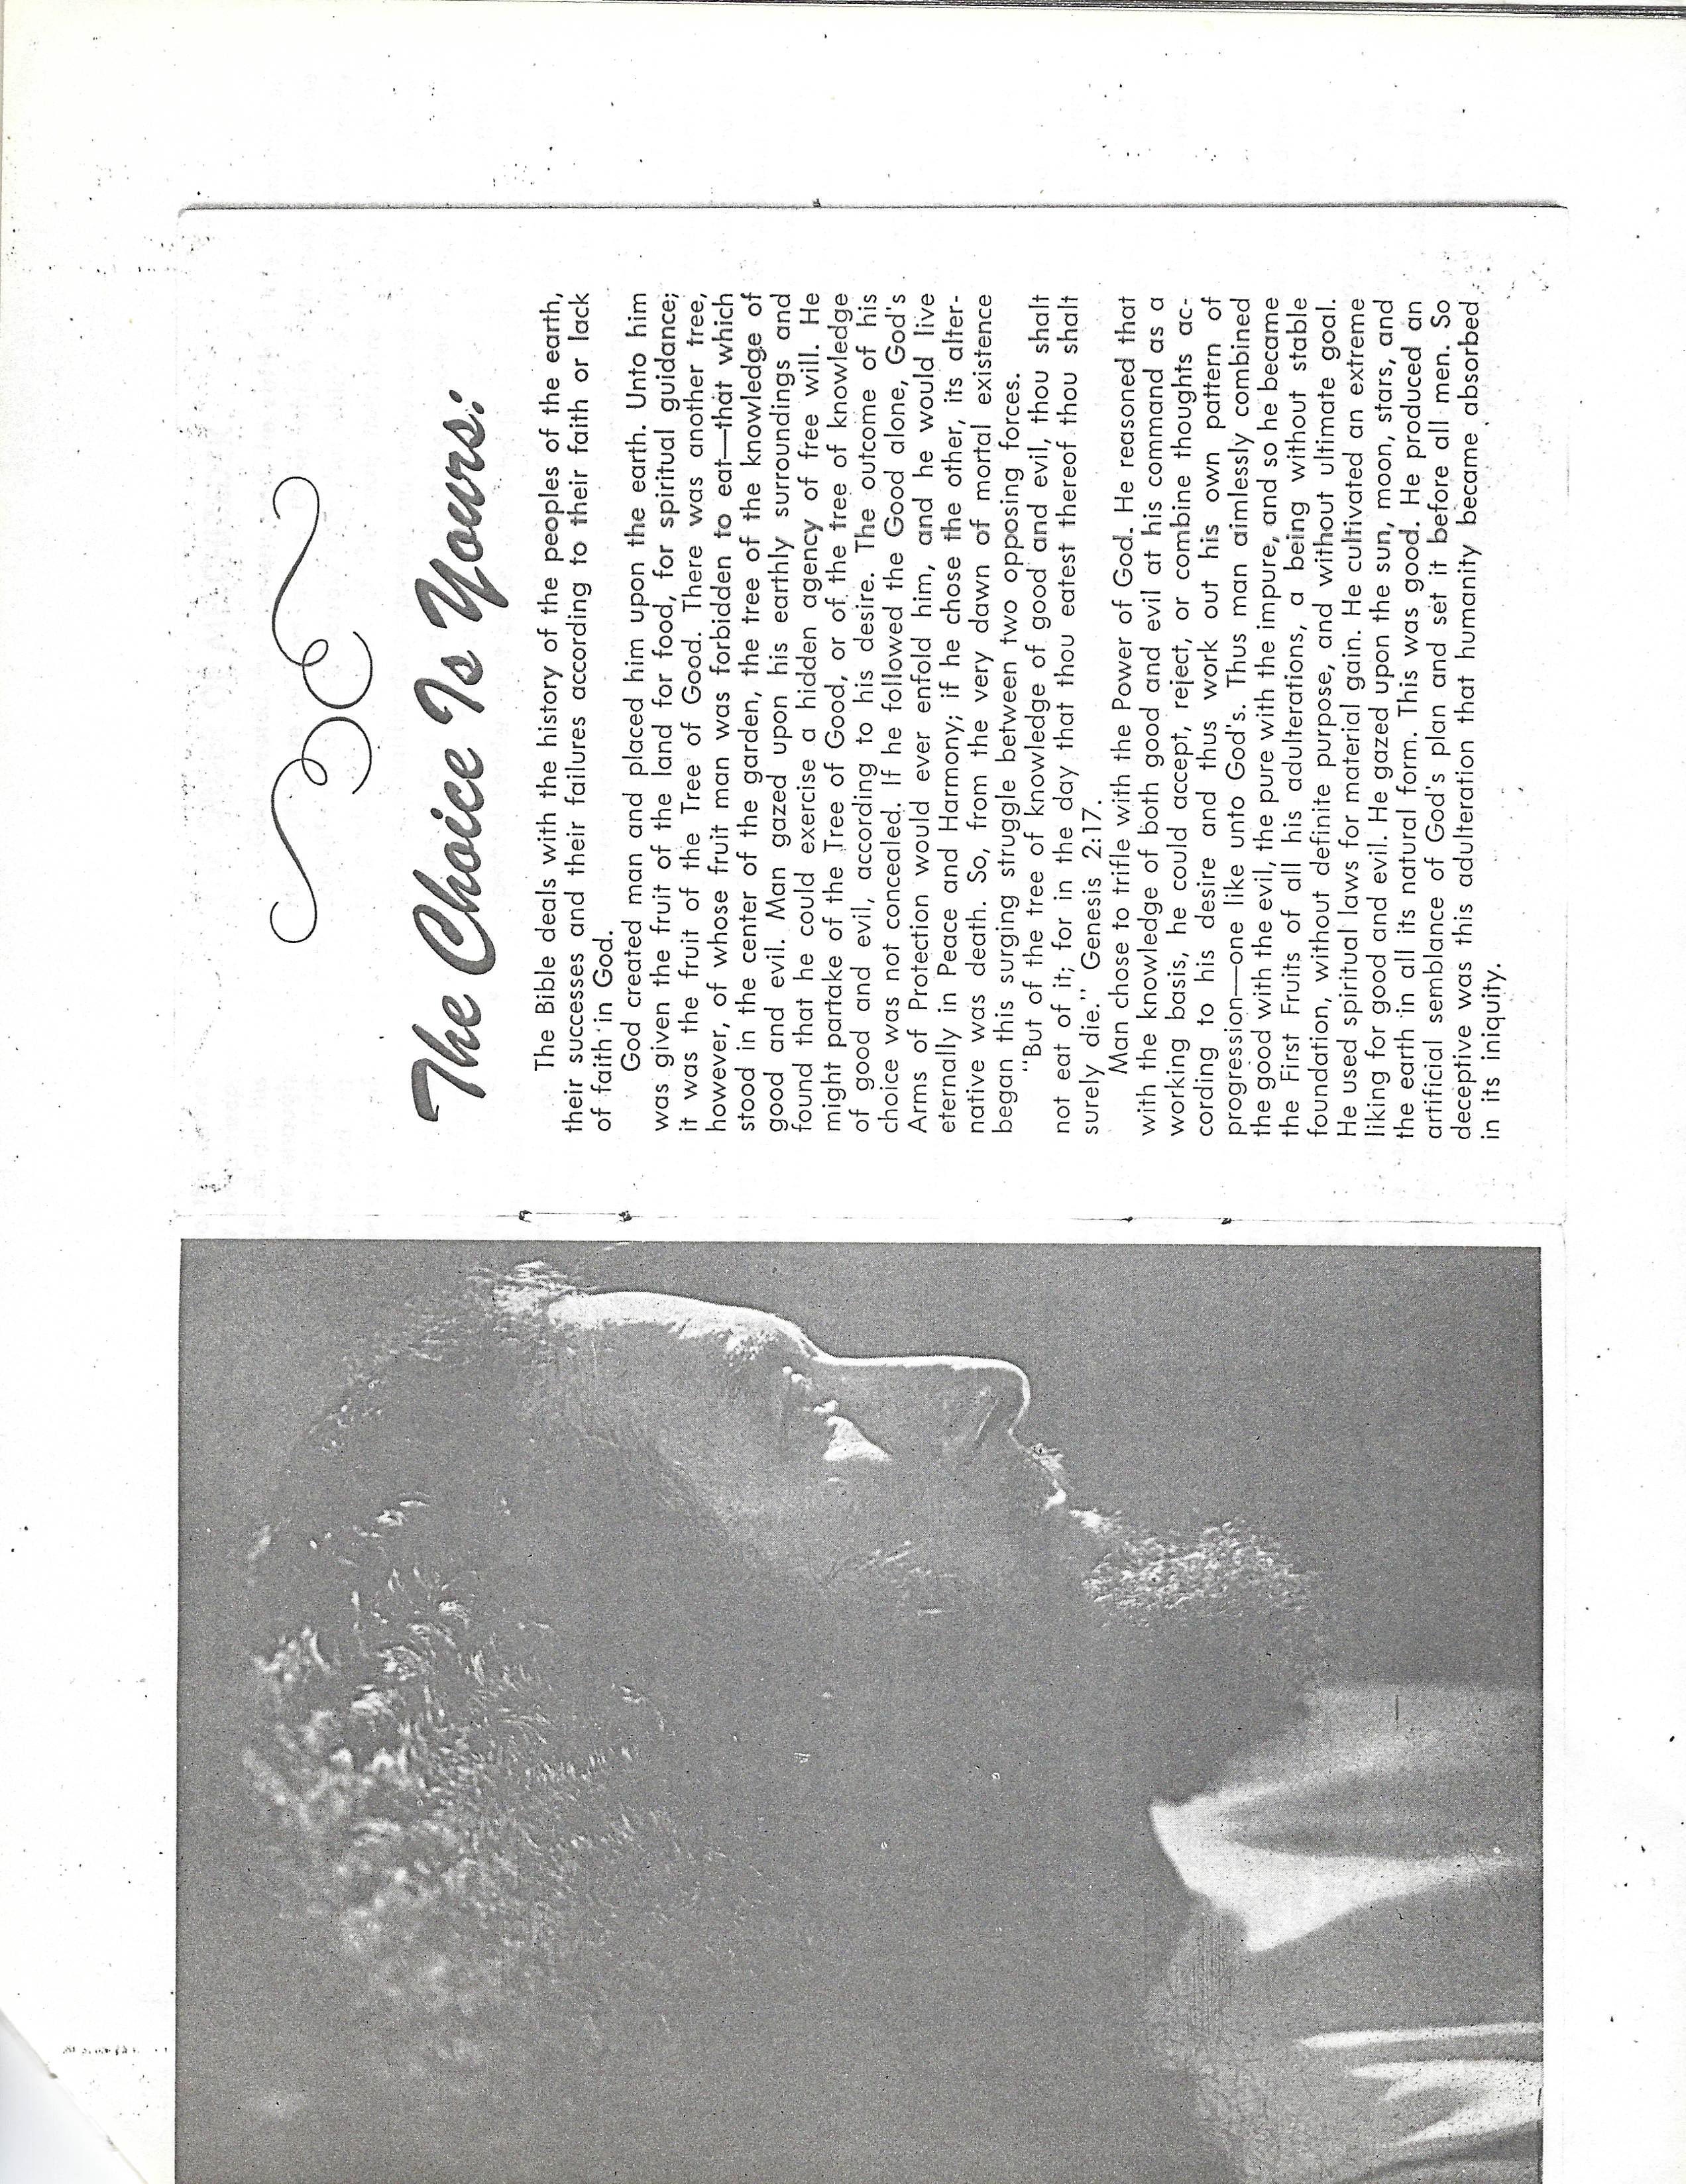 The Choice Is Yours:
The Bible deals with the history of the peoples of the earth,
their successes and their failures according to their faith or lack
of faith in God.
God created man and placed him upon the earth. Unto him
was given the fruit of the land for food, for spiritual guidance;
it was the fruit of the Tree of Good. There was another tree,
however, of whose fruit man was forbidden to eat—that which
stood in the center of the garden, the tree of the knowledge of
good and evil. Man gazed upon his earthly surroundings and
found that he could exercise a hidden agency of free will. He
might partake of the Tree of Good, or of the tree of knowledge
of good and evil, according to his desire. The outcome of his
choice was not concealed. If he followed the Good alone, God's
Arms of Protection would ever enfold him, and he would live
eternally in Peace and Harmony; if he chose the other, its alter-
native was death. So, from the very dawn of mortal existence
began this surging struggle between two opposing forces.
"But of the tree of knowledge of good and evil, thou shalt
not eat of it; for in the day that thou eatest thereof thou shalt
surely die." Genesis 2:17.
Man chose to trifle with the Power of God. He reasoned that
with the knowledge of both good and evil at his command as a
working basis, he could accept, reject, or combine thoughts ac-
cording to his desire and thus work out his own pattern of
progression—one like unto God's. Thus man aimlessly combined
the good with the evil, the pure with the impure, and so he became
the First Fruits of all his adulterations, a being without stable
foundation, without definite purpose, and without ultimate goal.
He used spiritual laws for material gain. He cultivated an extreme
liking for good and evil. He gazed upon the sun, moon, stars, and
the earth in all its natural form. This was good. He produced an
artificial semblance of God's plan and set it before all men. So
deceptive was this adulteration that humanity became absorbed
in its iniquity.